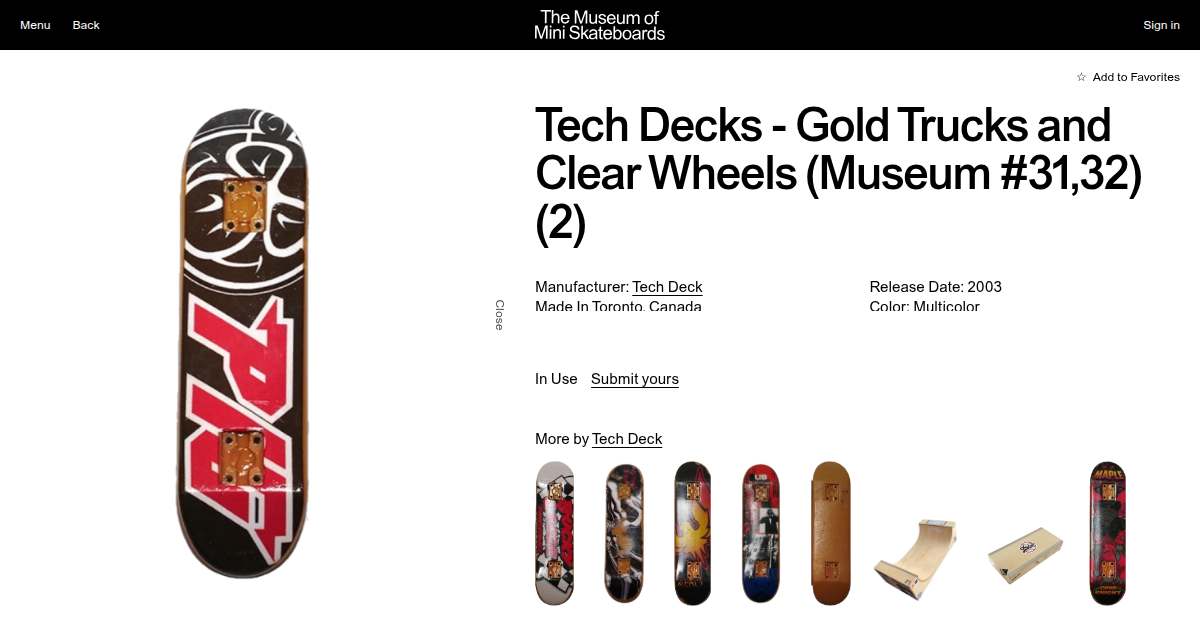 Menu
Back
The Museum of
Mini Skateboards
Sign in
☆ Add to Favorites
Tech Decks - Gold Trucks and
Clear Wheels (Museum #31,32)
(2)
Manufacturer: Tech Deck
Release Date: 2003
Made In Toronto, Canada
Color: Multicolor
Close
In Use
Submit yours
More by Tech Deck
MAPLE